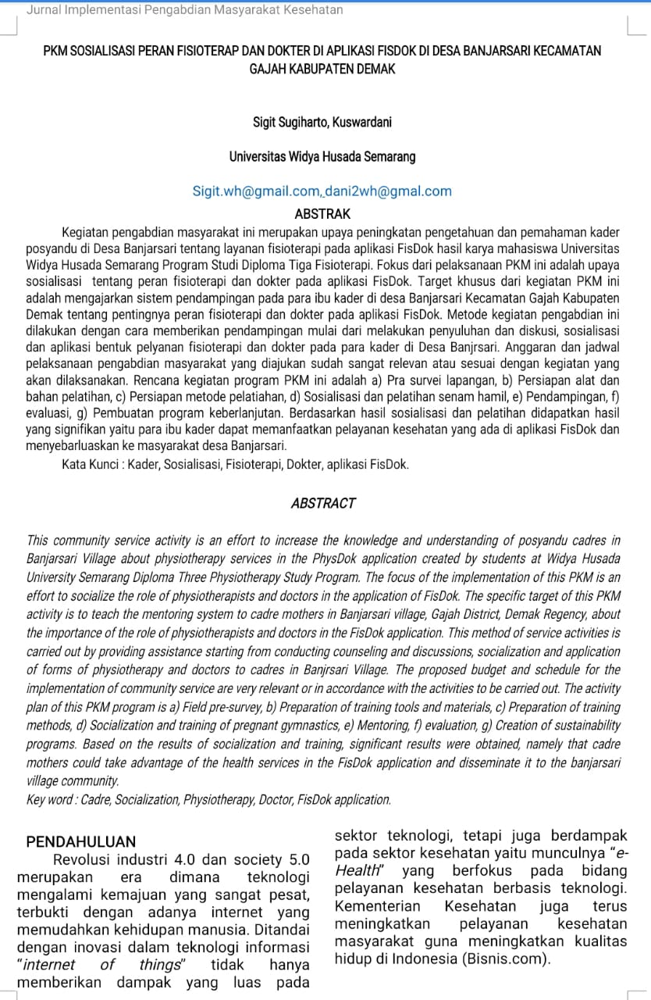 Jurnal Implementasi Pengabdian Masyarakat Kesehatan
PKM SOSIALISASI PERAN FISIOTERAP DAN DOKTER DI APLIKASI FISDOK DI DESA BANJARSARI KECAMATAN
GAJAH KABUPATEN DEMAK
Sigit Sugiharto, Kuswardani
Universitas Widya Husada Semarang
Sigit.wh@gmail.com, dani2wh@gmal.com
ABSTRAK
Kegiatan pengabdian masyarakat ini merupakan upaya peningkatan pengetahuan dan pemahaman kader
posyandu di Desa Banjarsari tentang layanan fisioterapi pada aplikasi FisDok hasil karya mahasiswa Universitas
Widya Husada Semarang Program Studi Diploma Tiga Fisioterapi. Fokus dari pelaksanaan PKM ini adalah upaya
sosialisasi tentang peran fisioterapi dan dokter pada aplikasi FisDok. Target khusus dari kegiatan PKM ini
adalah mengajarkan sistem pendampingan pada para ibu kader di desa Banjarsari Kecamatan Gajah Kabupaten
Demak tentang pentingnya peran fisioterapi dan dokter pada aplikasi FisDok. Metode kegiatan pengabdian ini
dilakukan dengan cara memberikan pendampingan mulai dari melakukan penyuluhan dan diskusi, sosialisasi
dan aplikasi bentuk pelyanan fisioterapi dan dokter pada para kader di Desa Banjrsari. Anggaran dan jadwal
pelaksanaan pengabdian masyarakat yang diajukan sudah sangat relevan atau sesuai dengan kegiatan yang
akan dilaksanakan. Rencana kegiatan program PKM ini adalah a) Pra survei lapangan, b) Persiapan alat dan
bahan pelatihan, c) Persiapan metode pelatiahan, d) Sosialisasi dan pelatihan senam hamil, e) Pendampingan, f)
evaluasi, g) Pembuatan program keberlanjutan. Berdasarkan hasil sosialisasi dan pelatihan didapatkan hasil
yang signifikan yaitu para ibu kader dapat memanfaatkan pelayanan kesehatan yang ada di aplikasi FisDok dan
menyebarluaskan ke masyarakat desa Banjarsari.
Kata Kunci : Kader, Sosialisasi, Fisioterapi, Dokter, aplikasi FisDok.
ABSTRACT
This community service activity is an effort to increase the knowledge and understanding of posyandu cadres in
Banjarsari Village about physiotherapy services in the PhysDok application created by students at Widya Husada
University Semarang Diploma Three Physiotherapy Study Program. The focus of the implementation of this PKM is an
effort to socialize the role of physiotherapists and doctors in the application of FisDok. The specific target of this PKM
activity is to teach the mentoring system to cadre mothers in Banjarsari village, Gajah District, Demak Regency, about
the importance of the role of physiotherapists and doctors in the FisDok application. This method of service activities is
carried out by providing assistance starting from conducting counseling and discussions, socialization and application
of forms of physiotherapy and doctors to cadres in Banjrsari Village. The proposed budget and schedule for the
implementation of community service are very relevant or in accordance with the activities to be carried out. The activity
plan of this PKM program is a) Field pre-survey, b) Preparation of training tools and materials, c) Preparation of training
methods, d) Socialization and training of pregnant gymnastics, e) Mentoring, f) evaluation, g) Creation of sustainability
programs. Based on the results of socialization and training, significant results were obtained, namely that cadre
mothers could take advantage of the health services in the FisDok application and disseminate it to the banjarsari
village community.
Key word : Cadre, Socialization, Physiotherapy, Doctor, FisDok application.
PENDAHULUAN
Revolusi industri 4.0 dan society 5.0
merupakan era dimana teknologi
mengalami kemajuan yang sangat pesat,
terbukti dengan adanya internet yang
memudahkan kehidupan manusia. Ditandai
dengan inovasi dalam teknologi informasi
"internet of things" tidak hanya
memberikan dampak yang luas pada
sektor teknologi, tetapi juga berdampak
pada sektor kesehatan yaitu munculnya "e-
Health" yang berfokus pada bidang
pelayanan kesehatan berbasis teknologi.
Kementerian Kesehatan juga terus
meningkatkan pelayanan kesehatan
masyarakat guna meningkatkan kualitas
hidup di Indonesia (Bisnis.com).